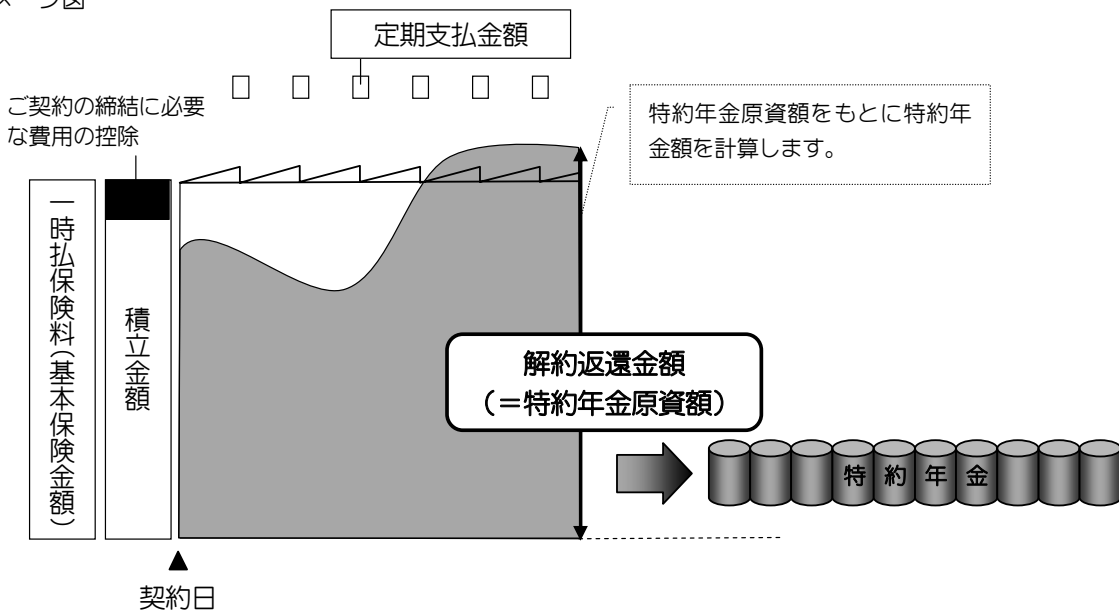 定期支払金額
ご契約の締結に必要
な費用の控除
特約年金原資額をもとに特約年
金額を計算します。
一時払保険料(基本保険金額)
積立金額
解約返還金額
(＝特約年金原資額)
特約年金
契約日